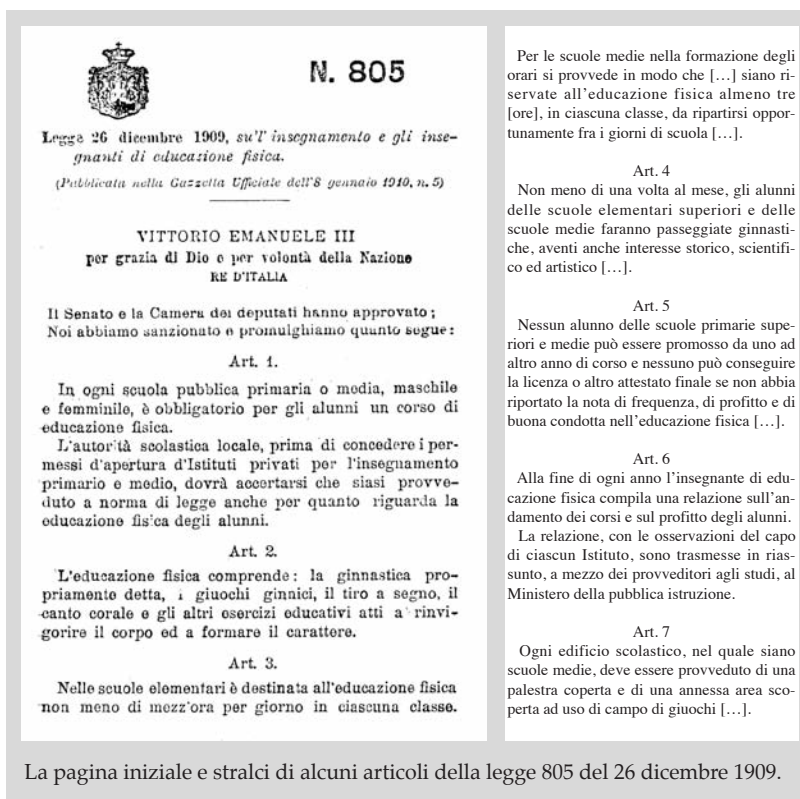 N. 805
Legge 26 dicembre 1909, sull' insegnamento e gli inse-
gnanti di educazione fisica.
(Pubblicata nella Gazzetta Ufficiale dell'8 gennaio 1910, n. 5)
VITTORIO EMANUELE III
per grazia di Dio e per volontà della Nazione
RE D'ITALIA
Il Senato e la Camera dei deputati hanno approvato;
Noi abbiamo sanzionato e promulghiamo quanto segue:
Art. 1.
In ogni scuola pubblica primaria o media, maschile
e femminile, è obbligatorio per gli alunni un corso di
educazione fisica.
L'autorità scolastica locale, prima di concedere i per-
messi d'apertura d'Istituti privati per l'insegnamento
primario e medio, dovrà accertarsi che siasi provve-
duto a norma di legge anche per quanto riguarda la
educazione fisica degli alunni.
Art. 2.
L'educazione fisica comprende: la ginnastica pro-
priamente detta, i giuochi ginnici, il tiro a segno, il
canto corale e gli altri esercizi educativi atti a rinvi-
gorire il corpo ed a formare il carattere.
Art. 3.
Nelle scuole elementari è destinata all'educazione fisica
non meno di mezz'ora per giorno in ciascuna classe.
Per le scuole medie nella formazione degli
orari si provvede in modo che […] siano ri-
servate all'educazione fisica almeno tre
[ore], in ciascuna classe, da ripartirsi oppor-
tunamente fra i giorni di scuola […].
Art. 4
Non meno di una volta al mese, gli alunni
delle scuole elementari superiori e delle
scuole medie faranno passeggiate ginnasti-
che, aventi anche interesse storico, scientifi-
co ed artistico […].
Art. 5
Nessun alunno delle scuole primarie supe-
riori e medie può essere promosso da uno ad
altro anno di corso e nessuno può conseguire
la licenza o altro attestato finale se non abbia
riportato la nota di frequenza, di profitto e di
buona condotta nell'educazione fisica […].
Art. 6
Alla fine di ogni anno l'insegnante di edu-
cazione fisica compila una relazione sull'an-
damento dei corsi e sul profitto degli alunni.
La relazione, con le osservazioni del capo
di ciascun Istituto, sono trasmesse in rias-
sunto, a mezzo dei provveditori agli studi, al
Ministero della pubblica istruzione.
Art. 7
Ogni edificio scolastico, nel quale siano
scuole medie, deve essere provveduto di una
palestra coperta e di una annessa area sco-
perta ad uso di campo di giuochi […].
La pagina iniziale e stralci di alcuni articoli della legge 805 del 26 dicembre 1909.